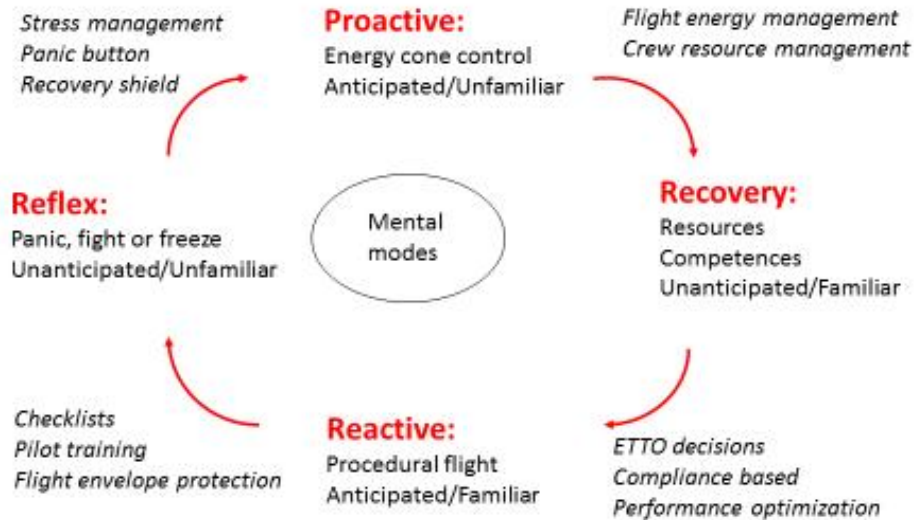 Stress management
Panic button
Recovery shield
Proactive:
Energy cone control
Anticipated/Unfamiliar
Flight energy management
Crew resource management
Reflex:
Panic, fight or freeze
Unanticipated/Unfamiliar
Mental
modes
Recovery:
Resources
Competences
Unanticipated/Familiar
Checklists
Pilot training
Flight envelope protection
Reactive:
Procedural flight
Anticipated/Familiar
ETTO decisions
Compliance based
Performance optimization